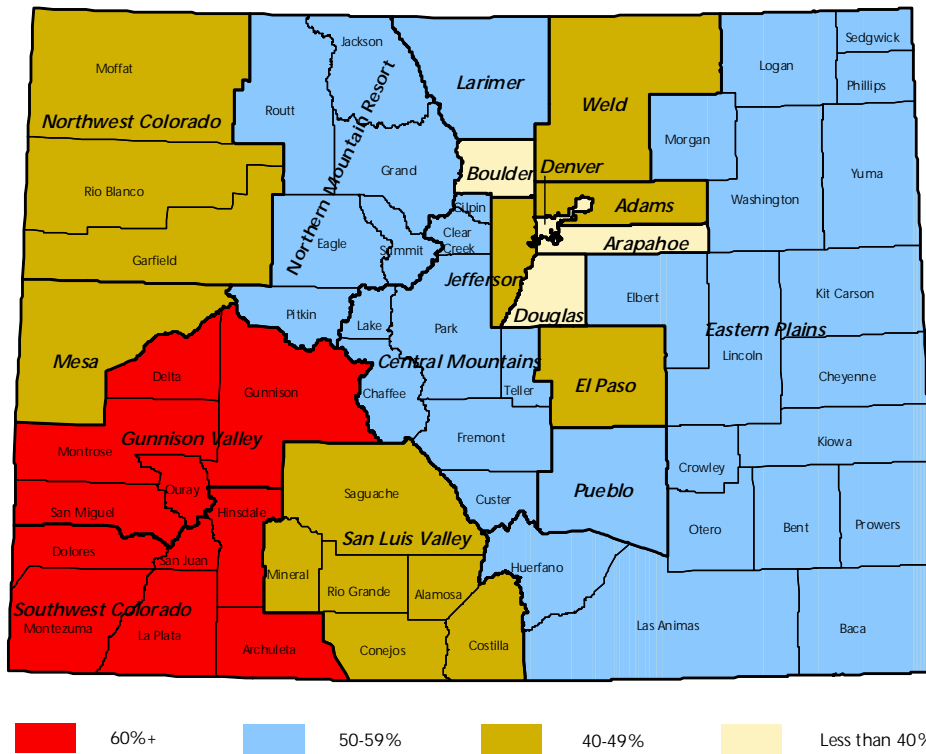 Jackson
Sedgwick
Logan
Moffat
Larimer
Phillips
Weld
Routt
Northwest Colorado
Northern Mountain Resort
Morgan
Grand
Boulder
Denver
Yuma
Rio Blanco
Washington
Gilpin
Adams
Clear
Creek
Eagle
Summit
Arapahoe
Garfield
Jefferson
Kit Carson
Elbert
Pitkin
Douglas
Lake
Park
Eastern Plains
Lincoln
Mesa
Central Mountains
Delta
Cheyenne
Gunnison
Chaffee
Teller
El Paso
Gunnison Valley
Fremont
Kiowa
Montrose
Crowley
Ouray
Saguache
Custer
Pueblo
San Miguel
Hinsdale
Otero
Bent
Prowers
San Luis Valley
Dolores
San Juan
Mineral
Huerfano
Rio Grande
Alamosa
Southwest Colorado
Montezuma
La Plata
Las Animas
Baca
Archuleta
Conejos
Costilla
60%+
50-59%
40-49%
Less than 40%